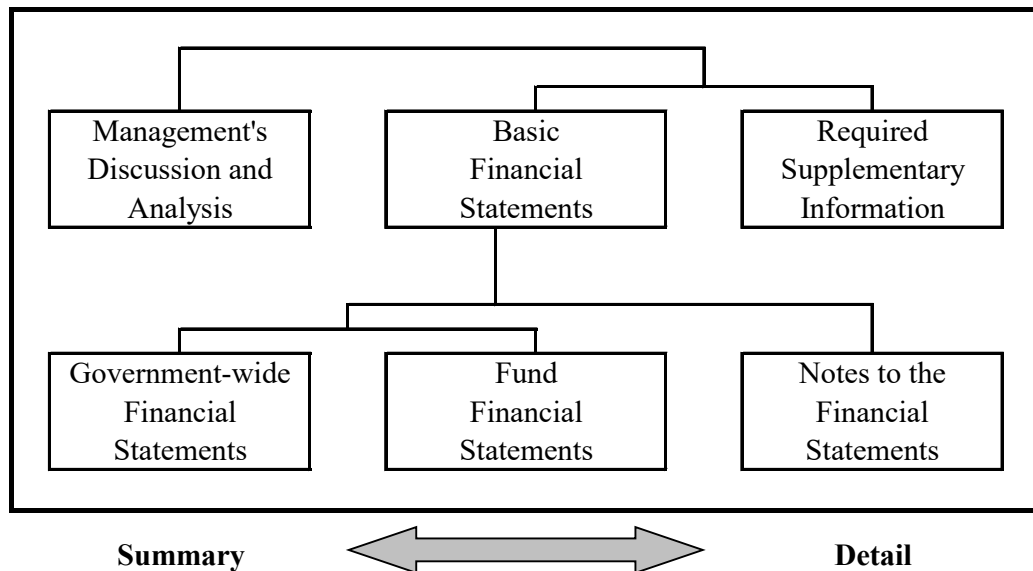 Management's
Discussion and
Analysis
Basic
Financial
Statements
Required
Supplementary
Information
Government-wide
Financial
Statements
Fund
Financial
Statements
Notes to the
Financial
Statements
Summary
Detail